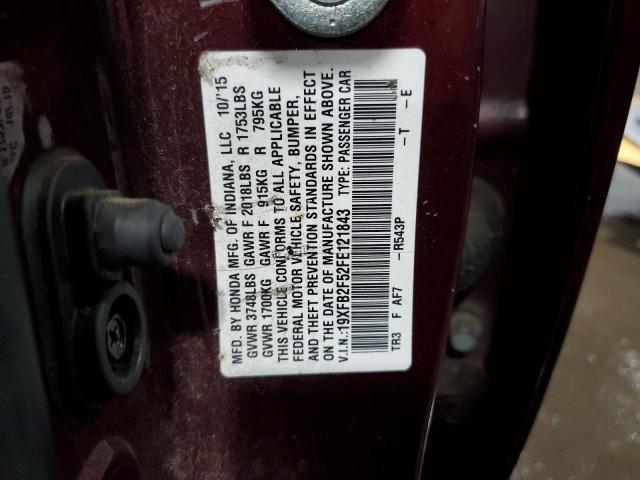 MFD. BY HONDA MFG. OF INDIANA, LLC 10/'15
GVWR 3748LBS GAWR F 2018LBS R 1753LBS
GVWR 1700KG GAWR F 915KG R 795KG
THIS VEHICLE CONFORMS TO ALL APPLICABLE
FEDERAL MOTOR VEHICLE SAFETY, BUMPER,
AND THEFT PREVENTION STANDARDS IN EFFECT
ON THE DATE OF MANUFACTURE SHOWN ABOVE.
V.I.N.:19XFB2F52FE121843 TYPE: PASSENGER CAR
TR3 F AF7 -R543P -T -E